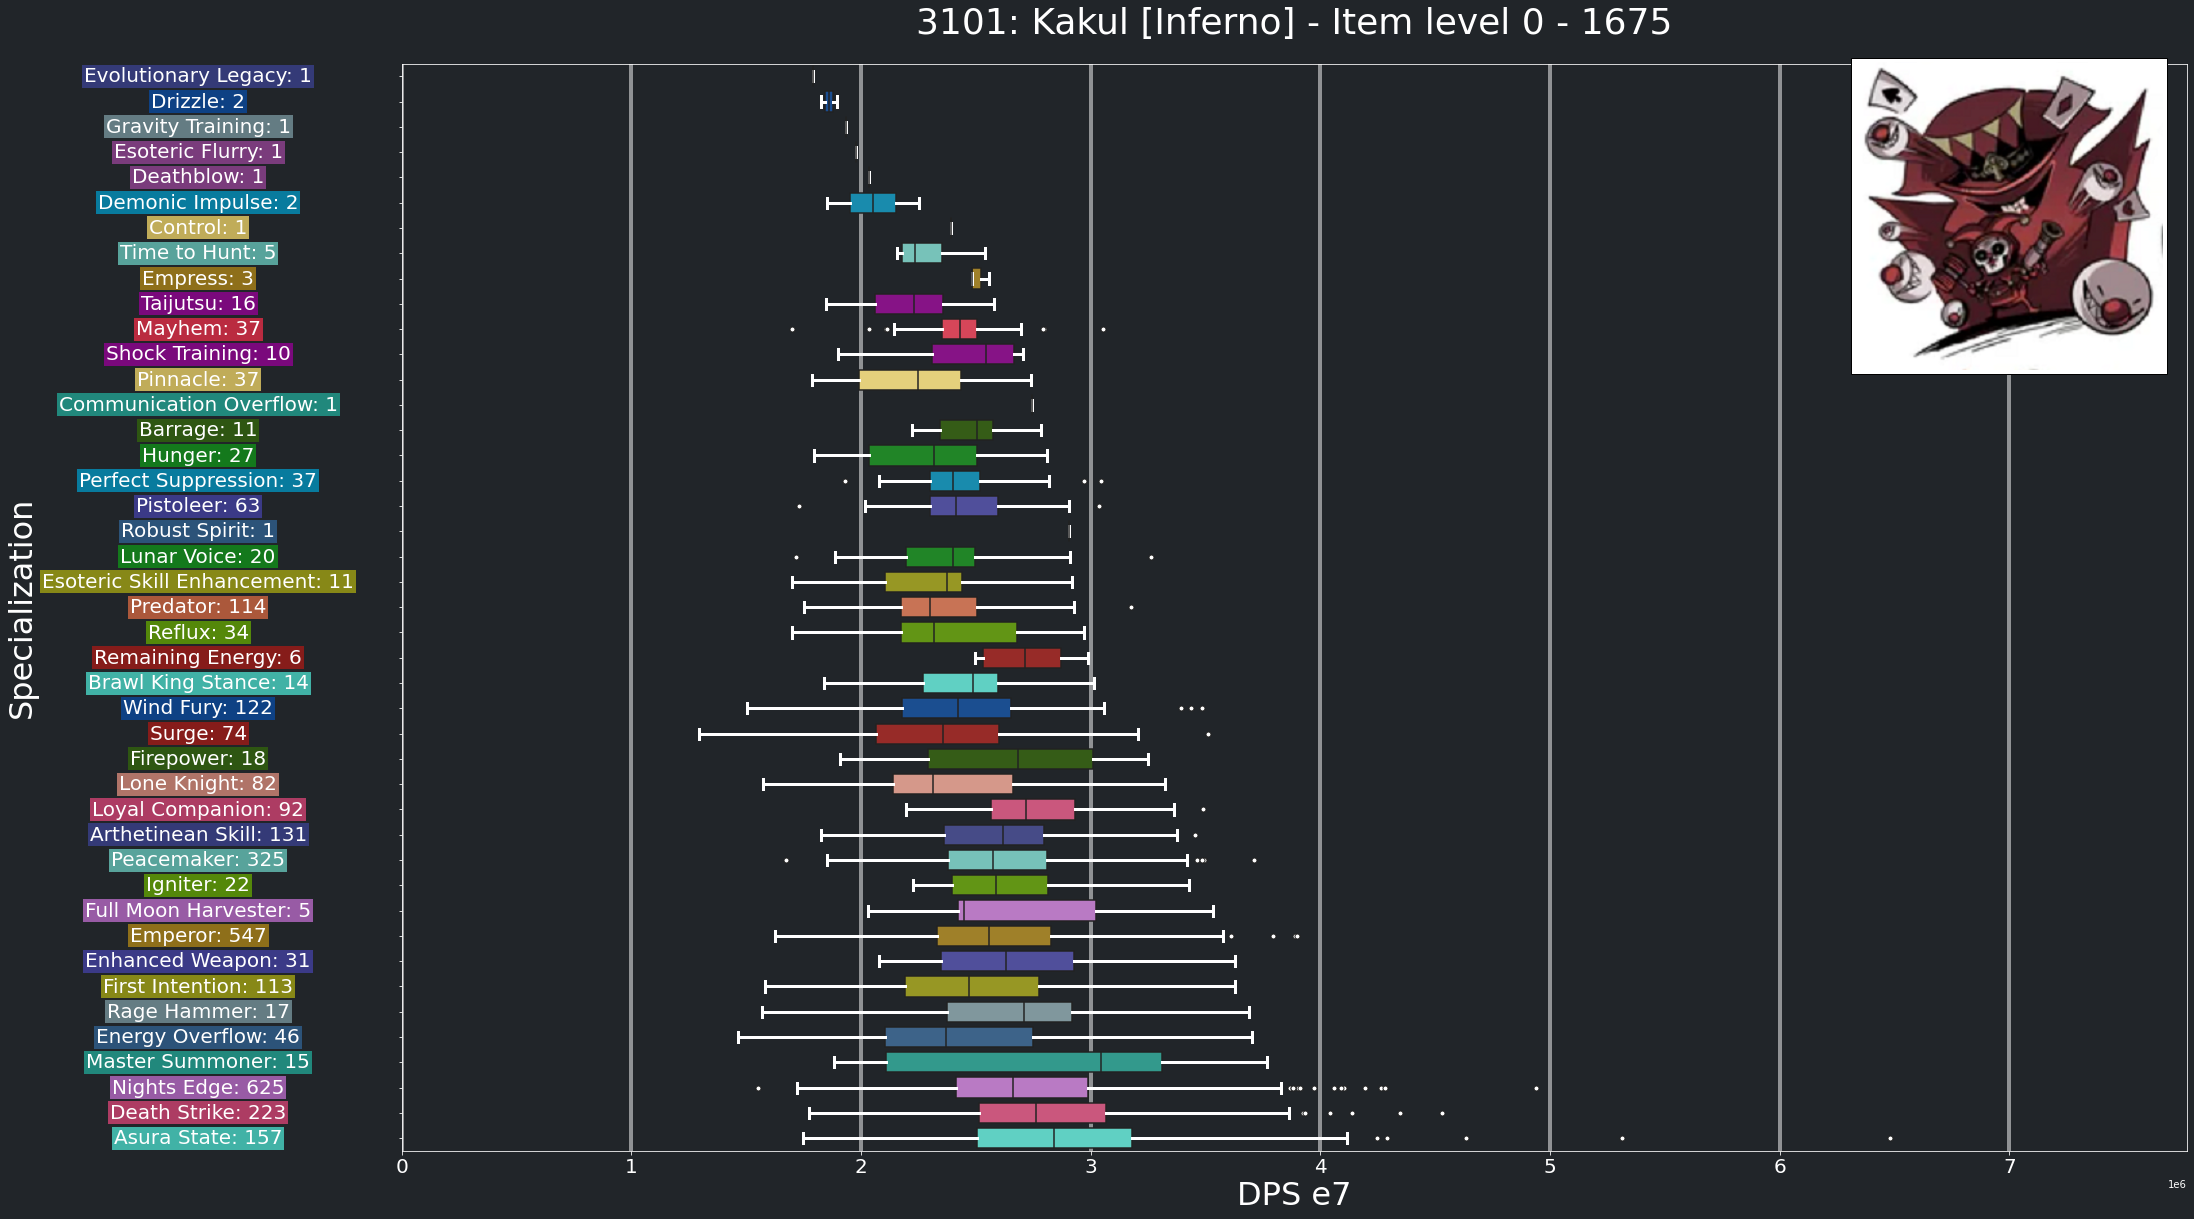 3101: Kakul [Inferno] - Item level 0 - 1675
Specialization
Evolutionary Legacy: 1
Drizzle: 2
Gravity Training: 1
Esoteric Flurry: 1
Deathblow: 1
Demonic Impulse: 2
Control: 1
Time to Hunt: 5
Empress: 3
Taijutsu: 16
Mayhem: 37
Shock Training: 10
Pinnacle: 37
Communication Overflow: 1
Barrage: 11
Hunger: 27
Perfect Suppression: 37
Pistoleer: 63
Robust Spirit: 1
Lunar Voice: 20
Esoteric Skill Enhancement: 11
Predator: 114
Reflux: 34
Remaining Energy: 6
Brawl King Stance: 14
Wind Fury: 122
Surge: 74
Firepower: 18
Lone Knight: 82
Loyal Companion: 92
Arthetinean Skill: 131
Peacemaker: 325
Igniter: 22
Full Moon Harvester: 5
Emperor: 547
Enhanced Weapon: 31
First Intention: 113
Rage Hammer: 17
Energy Overflow: 46
Master Summoner: 15
Nights Edge: 625
Death Strike: 223
Asura State: 157
0 1 2 3 4 5 6 7
DPS e7
1e6